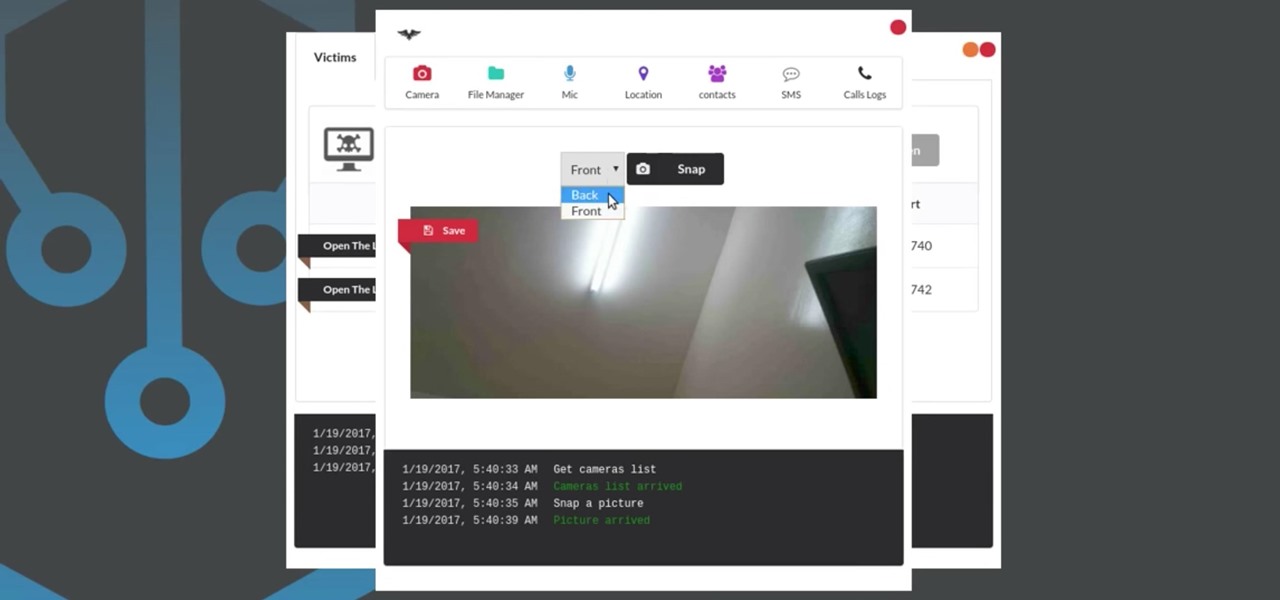 Victims
Camera
File Manager
Mic
Location
contacts
SMS
Calls Logs
Front
Snap
Back
Front
Save
Open The L
740
Open The L
742
1/19/2017,
1/19/2017,
1/19/2017,
1/19/2017, 5:40:33 AM Get cameras list
1/19/2017, 5:40:34 AM Cameras list arrived
1/19/2017, 5:40:35 AM Snap a picture
1/19/2017, 5:40:39 AM Picture arrived